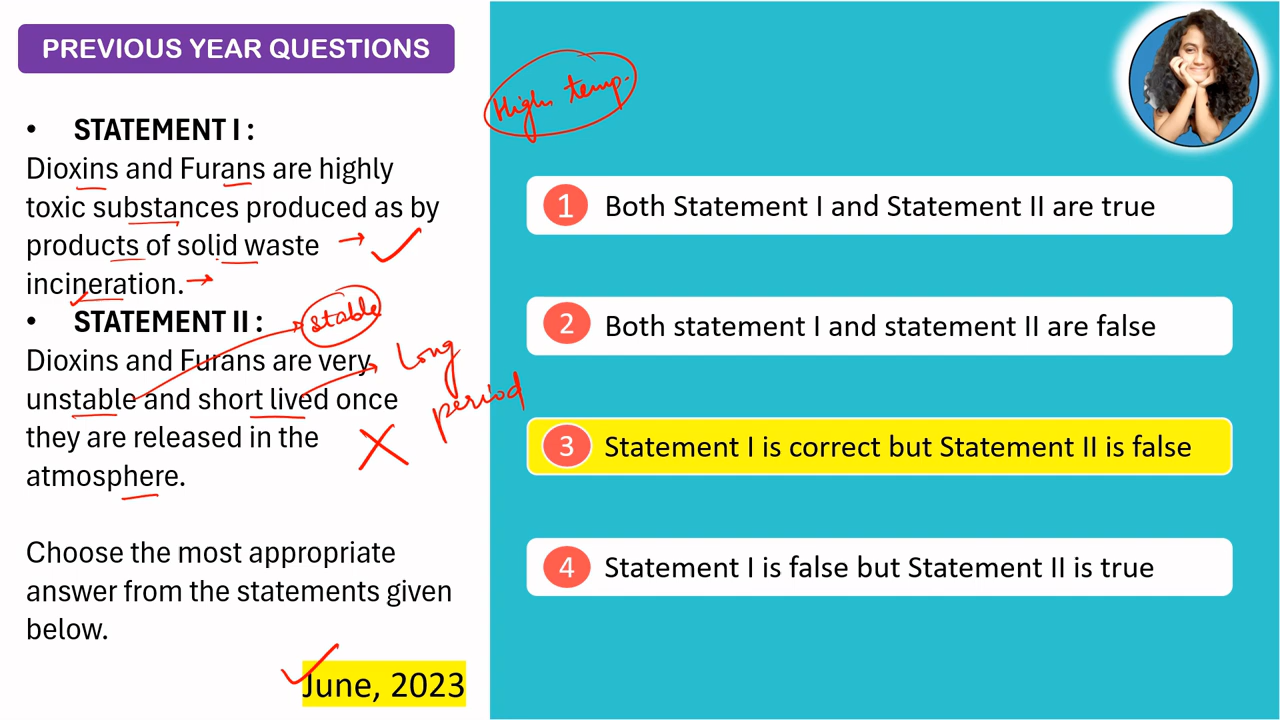 PREVIOUS YEAR QUESTIONS
• STATEMENT I :
Dioxins and Furans are highly
toxic substances produced as by
products of solid waste
incineration.
• STATEMENT II :
Dioxins and Furans are very
unstable and short lived once
they are released in the
atmosphere.
Choose the most appropriate
answer from the statements given
below.
June, 2023
stable
Long
period
High temp.
1 Both Statement I and Statement II are true
2 Both statement I and statement II are false
3 Statement I is correct but Statement II is false
4 Statement I is false but Statement II is true